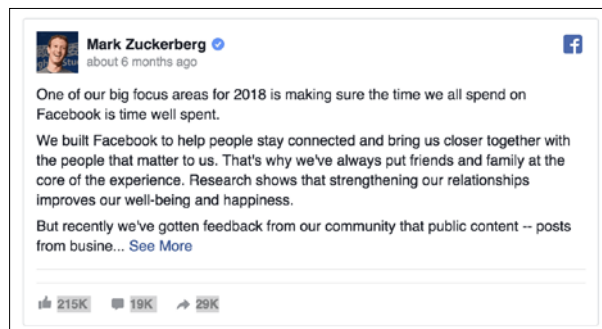 Mark Zuckerberg
about 6 months ago
One of our big focus areas for 2018 is making sure the time we all spend on
Facebook is time well spent.
We built Facebook to help people stay connected and bring us closer together with
the people that matter to us. That's why we've always put friends and family at the
core of the experience. Research shows that strengthening our relationships
improves our well-being and happiness.
But recently we've gotten feedback from our community that public content -- posts
from busine... See More
215K 19K 29K